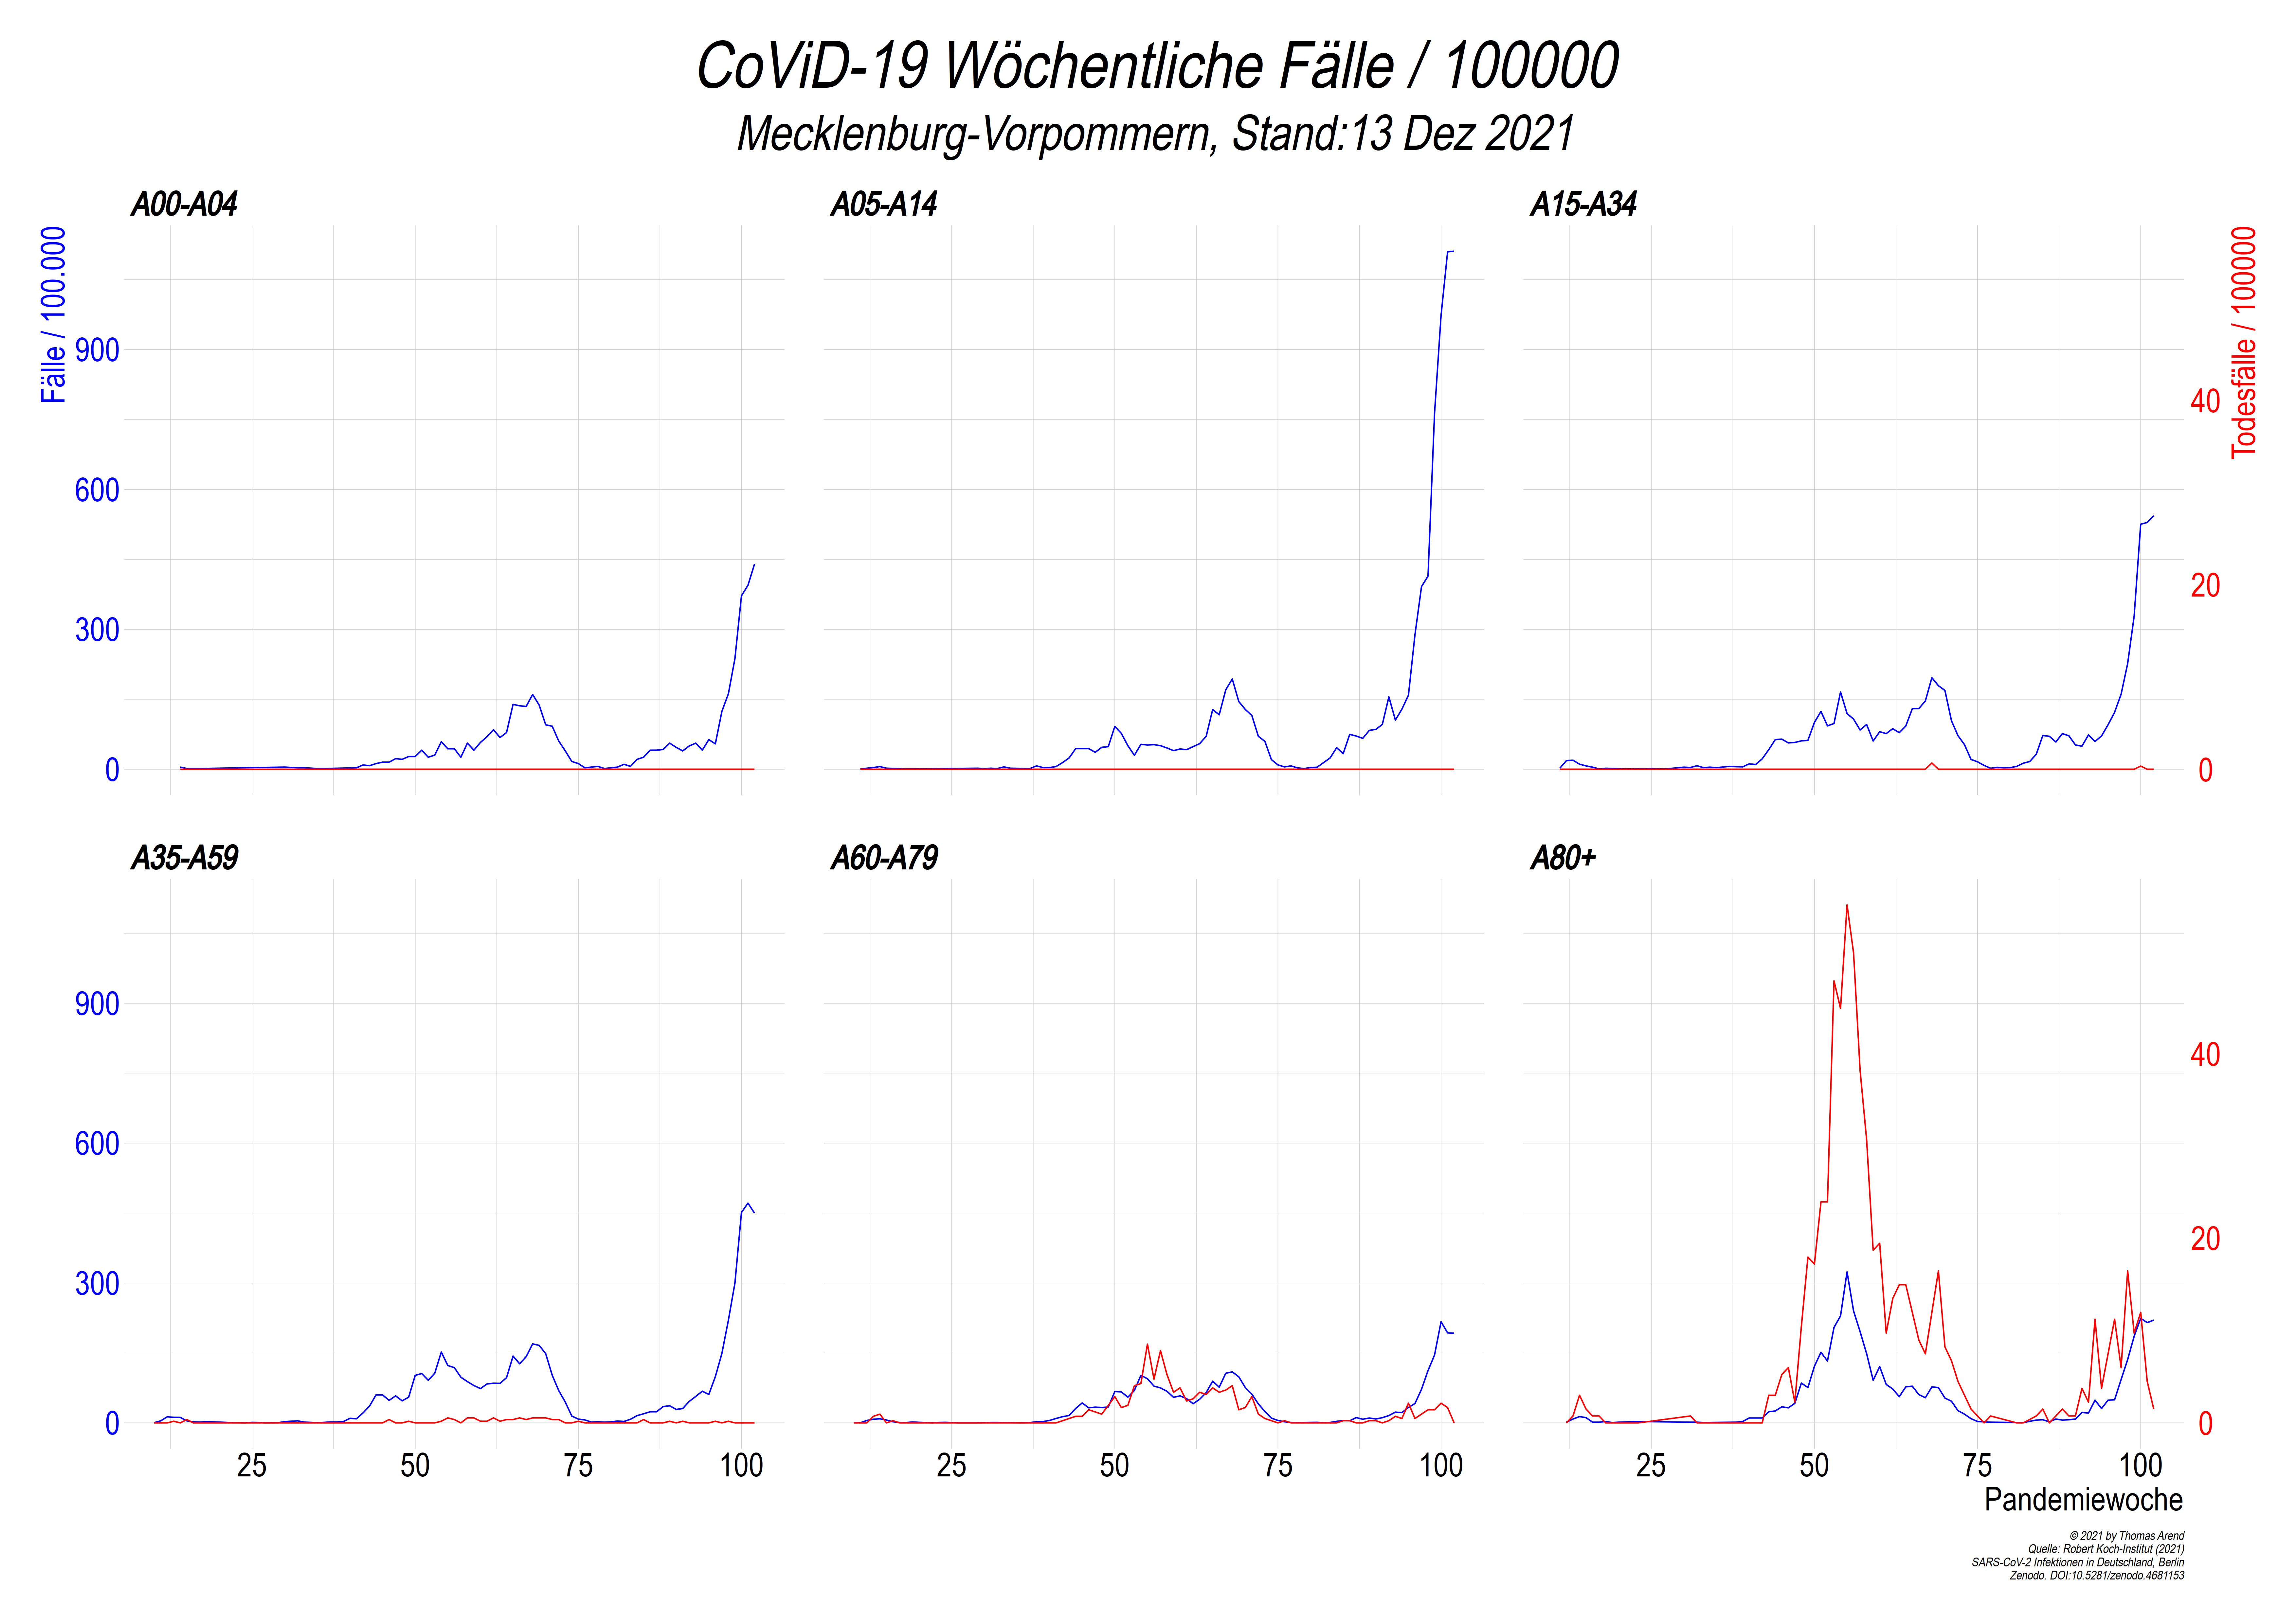 CoViD-19 Wöchentliche Fälle / 100000
Mecklenburg-Vorpommern, Stand:13 Dez 2021
A00-A04
A05-A14
A15-A34
Fälle / 100.000
900
600
300
0
Todesfälle / 100000
40
20
0
A35-A59
A60-A79
A80+
900
600
300
0
40
20
0
25
50
75
100
25
50
75
100
25
50
75
100
Pandemiewoche
© 2021 by Thomas Arend
Quelle: Robert Koch-Institut (2021)
SARS-CoV-2 Infektionen in Deutschland, Berlin
Zenodo. DOI:10.5281/zenodo.4681153